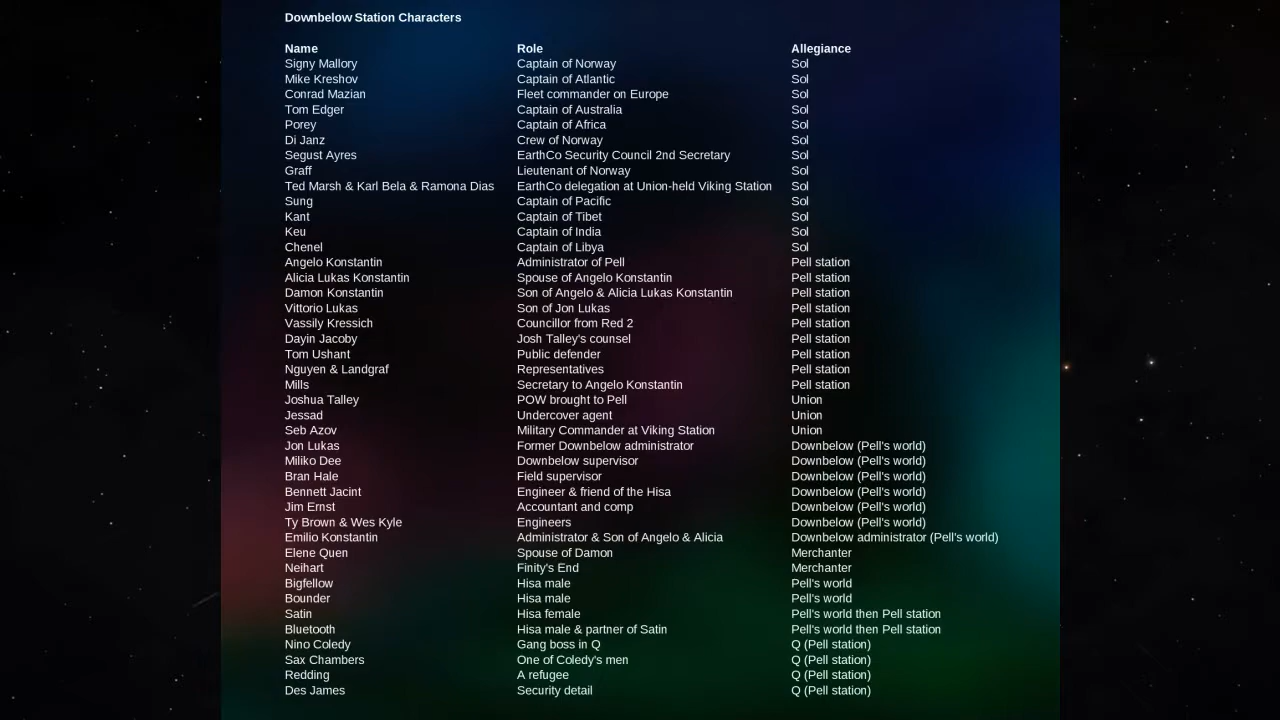 Downbelow Station Characters
Name Role Allegiance
Signy Mallory Captain of Norway Sol
Mike Kreshov Captain of Atlantic Sol
Conrad Mazian Fleet commander on Europe Sol
Tom Edger Captain of Australia Sol
Porey Captain of Africa Sol
Di Janz Crew of Norway Sol
Segust Ayres EarthCo Security Council 2nd Secretary Sol
Graff Lieutenant of Norway Sol
Ted Marsh & Karl Bela & Ramona Dias EarthCo delegation at Union-held Viking Station Sol
Sung Captain of Pacific Sol
Kant Captain of Tibet Sol
Keu Captain of India Sol
Chenel Captain of Libya Sol
Angelo Konstantin Administrator of Pell Pell station
Alicia Lukas Konstantin Spouse of Angelo Konstantin Pell station
Damon Konstantin Son of Angelo & Alicia Lukas Konstantin Pell station
Vittorio Lukas Son of Jon Lukas Pell station
Vassily Kressich Councillor from Red 2 Pell station
Dayin Jacoby Josh Talley's counsel Pell station
Tom Ushant Public defender Pell station
Nguyen & Landgraf Representatives Pell station
Mills Secretary to Angelo Konstantin Pell station
Joshua Talley POW brought to Pell Union
Jessad Undercover agent Union
Seb Azov Military Commander at Viking Station Union
Jon Lukas Former Downbelow administrator Downbelow (Pell's world)
Miliko Dee Downbelow supervisor Downbelow (Pell's world)
Bran Hale Field supervisor Downbelow (Pell's world)
Bennett Jacint Engineer & friend of the Hisa Downbelow (Pell's world)
Jim Ernst Accountant and comp Downbelow (Pell's world)
Ty Brown & Wes Kyle Engineers Downbelow (Pell's world)
Emilio Konstantin Administrator & Son of Angelo & Alicia Downbelow administrator (Pell's world)
Elene Quen Spouse of Damon Merchanter
Neihart Finity's End Merchanter
Bigfellow Hisa male Pell's world
Bounder Hisa male Pell's world
Satin Hisa female Pell's world then Pell station
Bluetooth Hisa male & partner of Satin Pell's world then Pell station
Nino Coledy Gang boss in Q Q (Pell station)
Sax Chambers One of Coledy's men Q (Pell station)
Redding A refugee Q (Pell station)
Des James Security detail Q (Pell station)